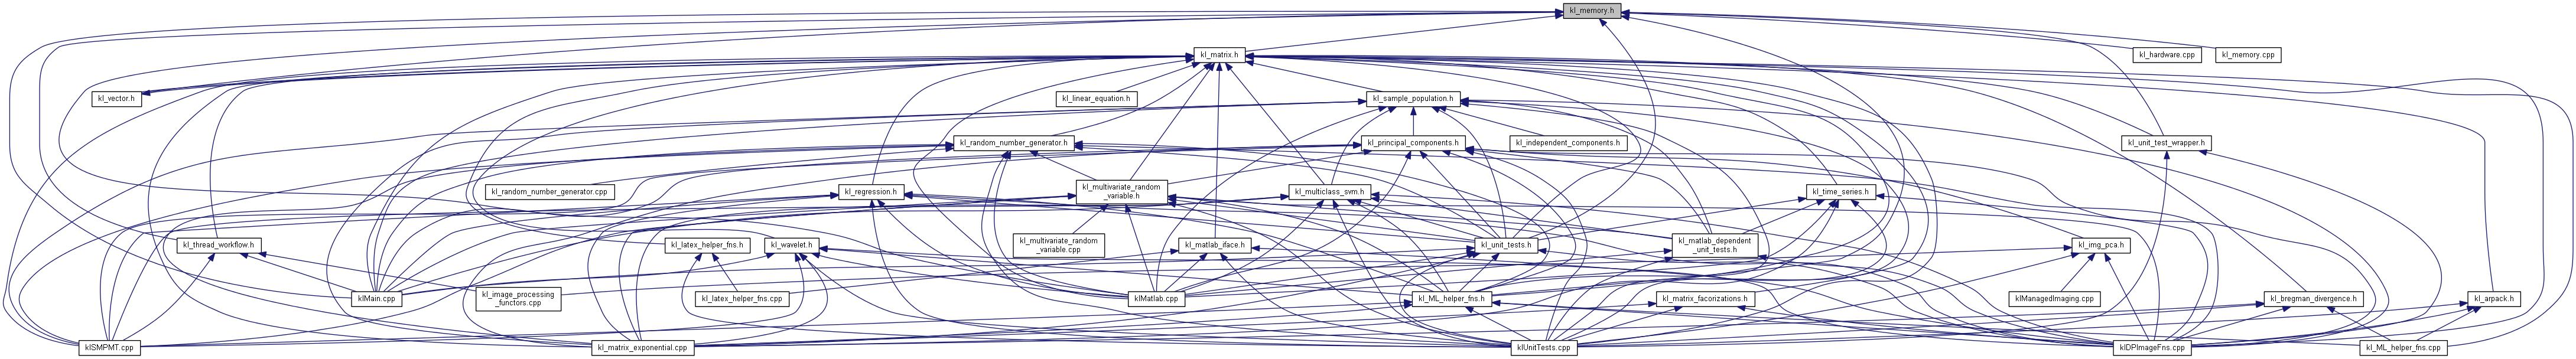 kl_memory.h
kl_matrix.h
kl_hardware.cpp
kl_memory.cpp
kl_vector.h
kl_linear_equation.h
kl_sample_population.h
kl_random_number_generator.h
kl_principal_components.h
kl_independent_components.h
kl_unit_test_wrapper.h
kl_random_number_generator.cpp
kl_regression.h
kl_multivariate_random
_variable.h
kl_multiclass_svm.h
kl_time_series.h
kl_thread_workflow.h
kl_latex_helper_fns.h
kl_wavelet.h
kl_multivariate_random
_variable.cpp
kl_matlab_iface.h
kl_unit_tests.h
kl_matlab_dependent
_unit_tests.h
kl_img_pca.h
klMain.cpp
kl_image_processing
_functors.cpp
kl_latex_helper_fns.cpp
klMatlab.cpp
kl_ML_helper_fns.h
kl_matrix_facorizations.h
klManagedImaging.cpp
kl_bregman_divergence.h
kl_arpack.h
klSMPMT.cpp
kl_matrix_exponential.cpp
klUnitTests.cpp
klDPImageFns.cpp
kl_ML_helper_fns.cpp